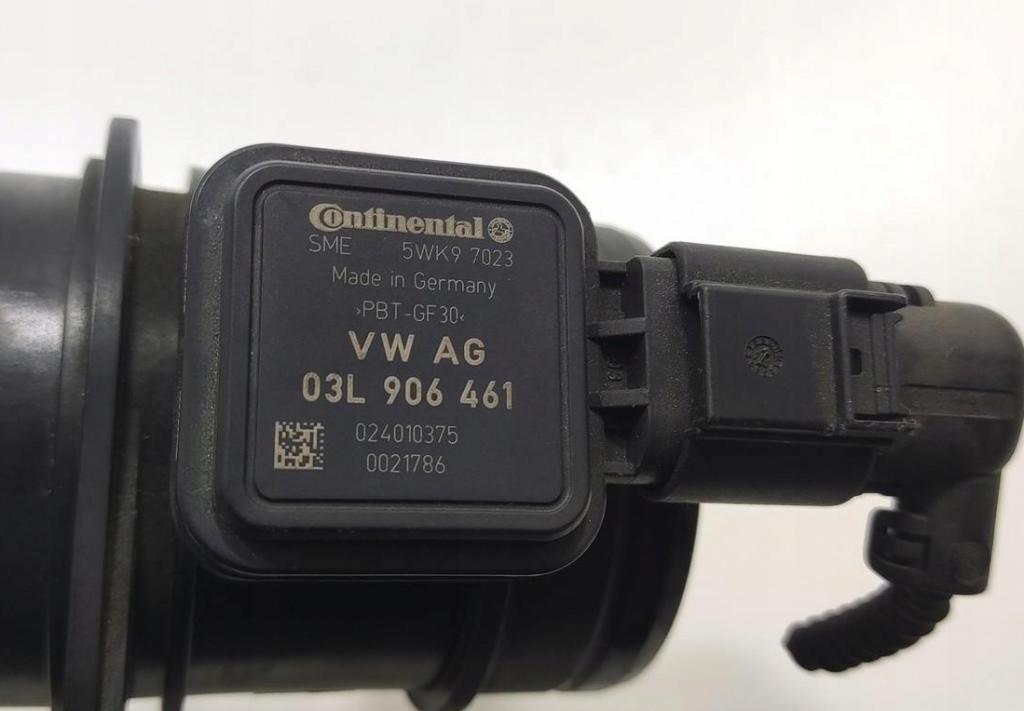 Continental
SME 5WK9 7023
Made in Germany
>PBT-GF30<
VW AG
03L 906 461
024010375
0021786